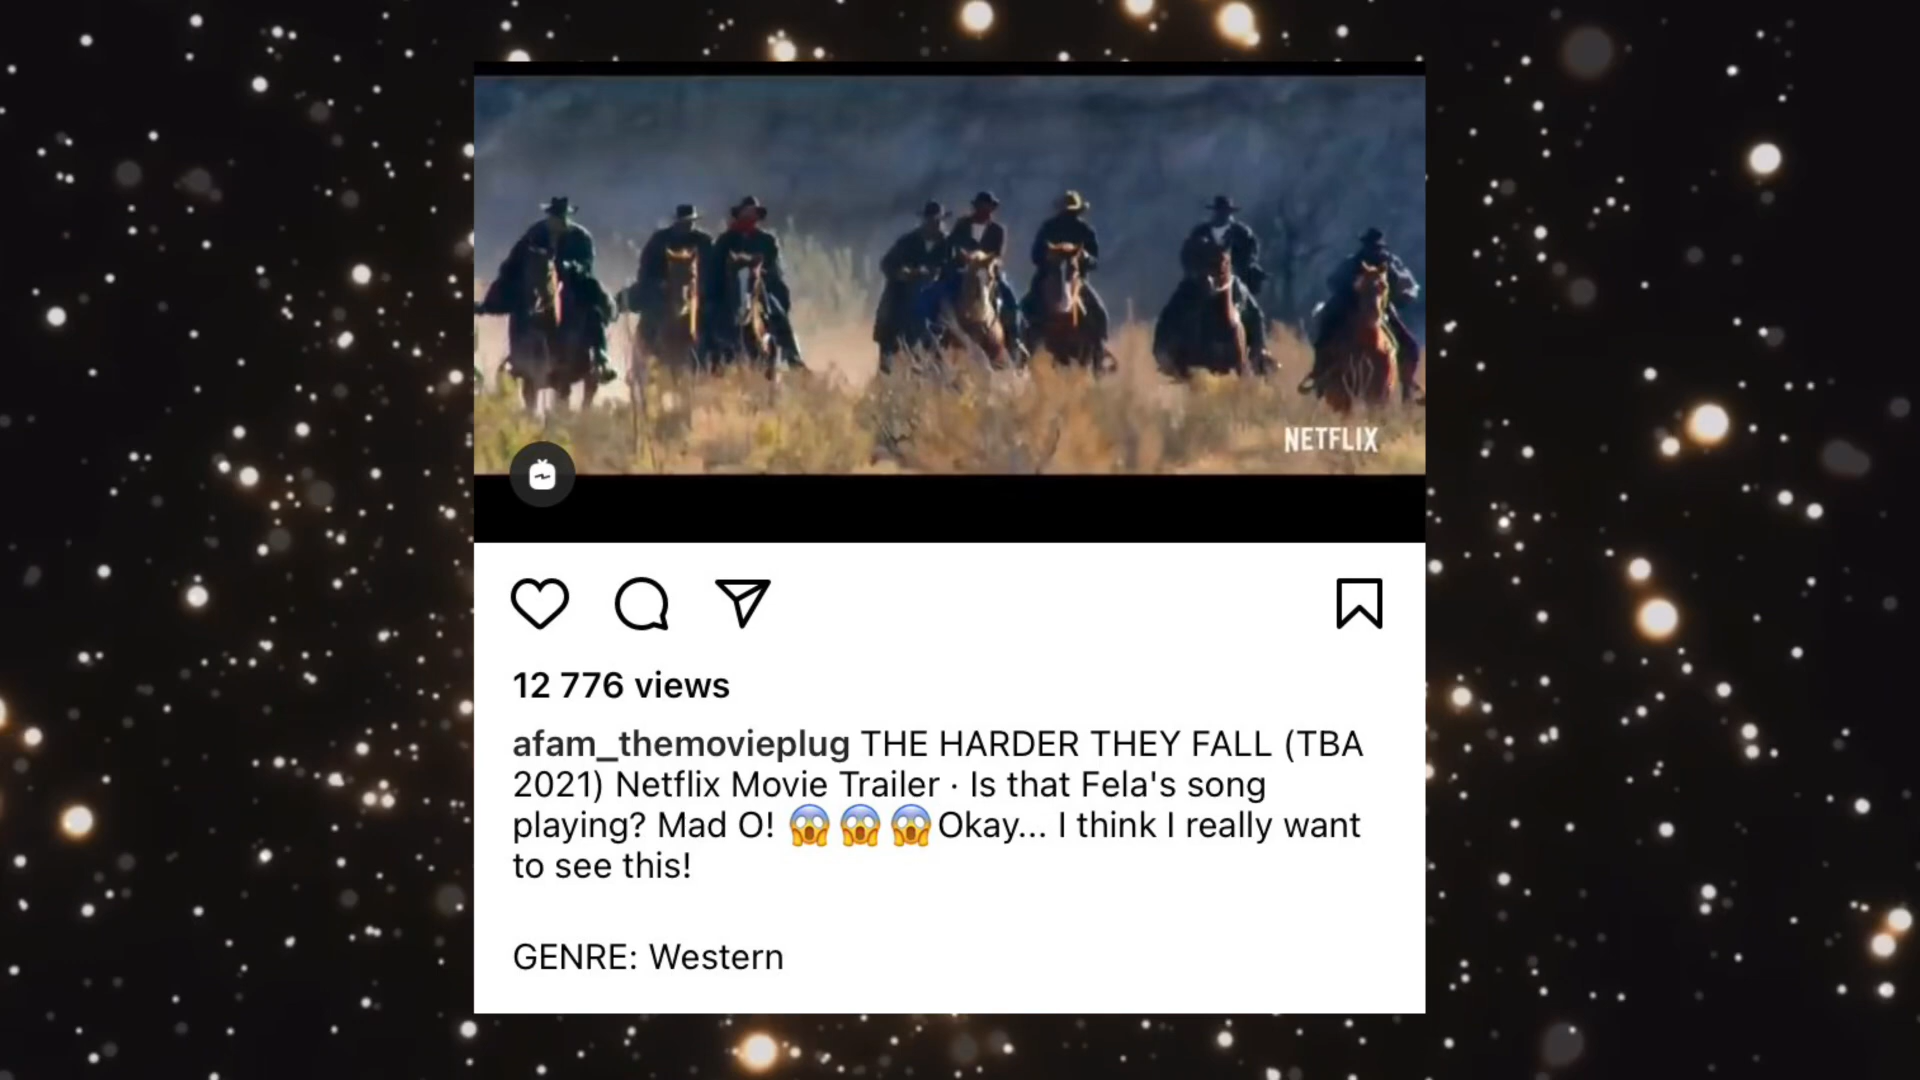 NETFLIX
12 776 views
afam_themovieplug THE HARDER THEY FALL (TBA
2021) Netflix Movie Trailer · Is that Fela's song
playing? Mad O! 😱😱😱Okay... I think I really want
to see this!
GENRE: Western